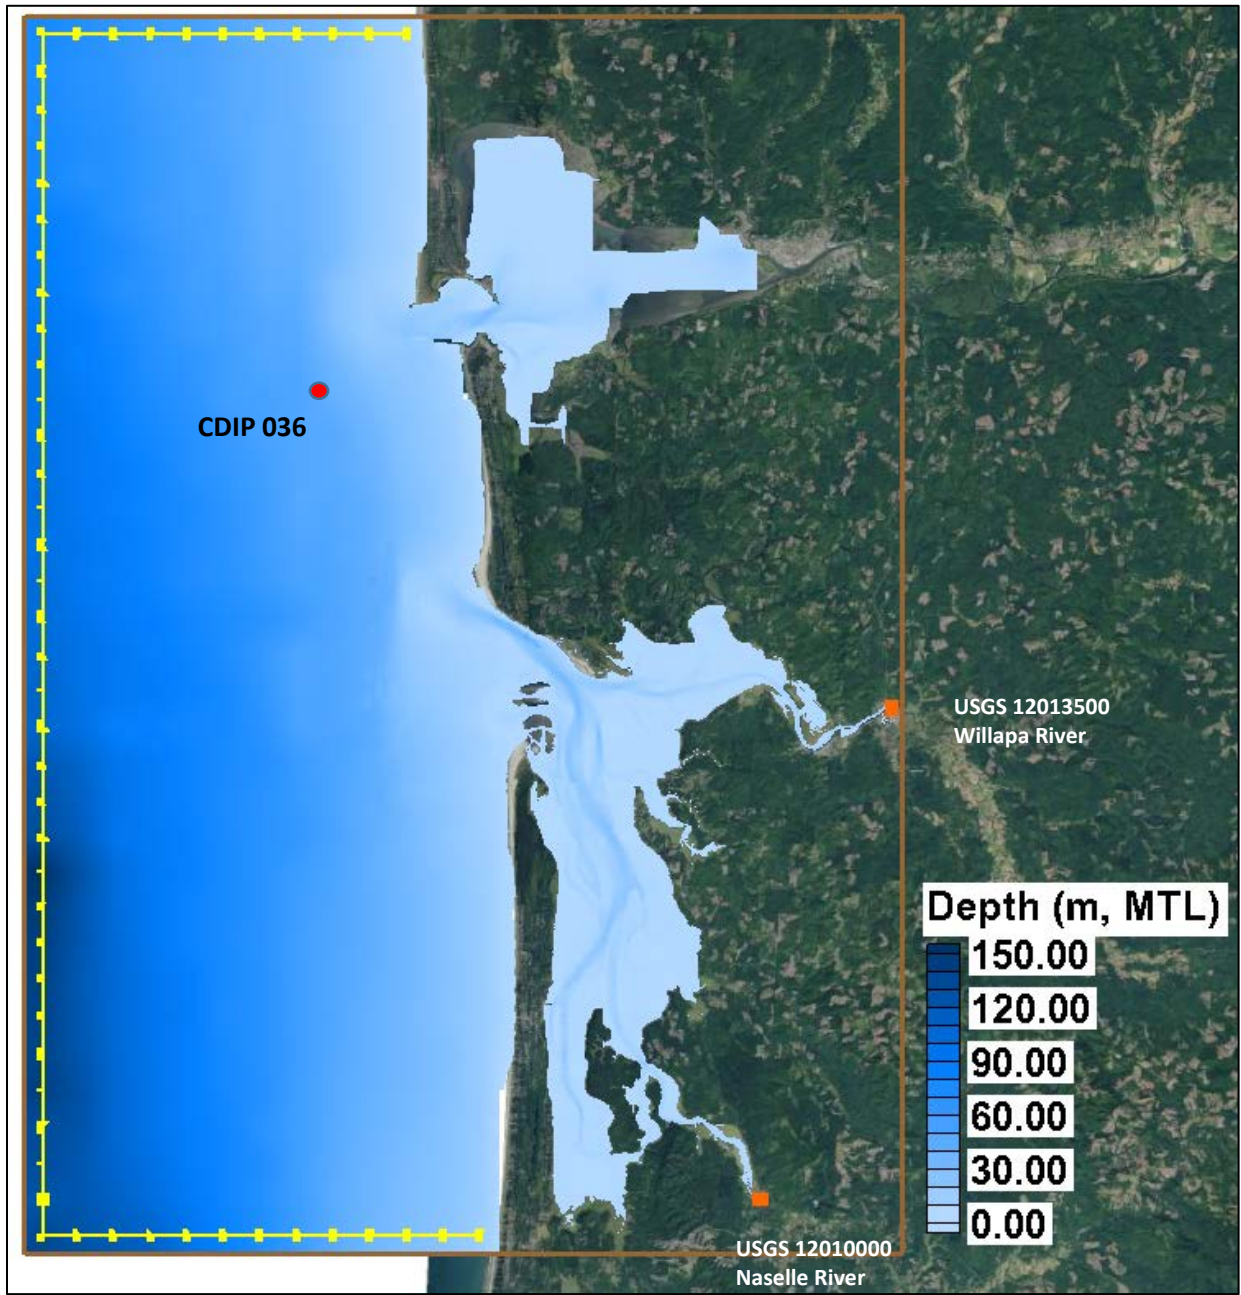 CDIP 036
USGS 12013500
Willapa River
Depth (m, MTL)
150.00
120.00
90.00
60.00
30.00
0.00
USGS 12010000
Naselle River